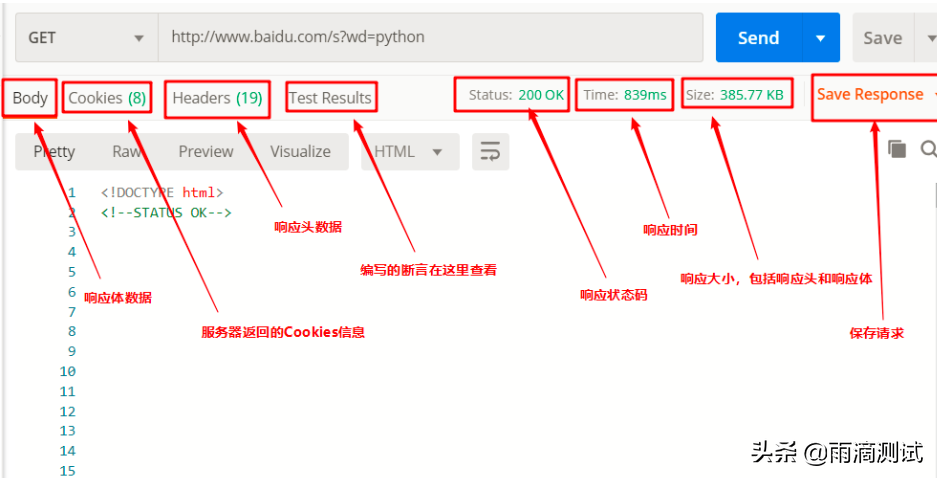 GET http://www.baidu.com/s?wd=python Send Save
Body Cookies (8) Headers (19) Test Results Status: 200 OK Time: 839ms Size: 385.77 KB Save Response
Pretty Raw Preview Visualize HTML
1 <!DOCTYPE html>
2 <!--STATUS OK-->
3
4
5
6
7
8
9
10
11
12
13
14
15
响应头数据
响应时间
编写的断言在这里查看
响应大小，包括响应头和响应体
响应体数据
响应状态码
服务器返回的Cookies信息
保存请求
头条 @雨滴测试